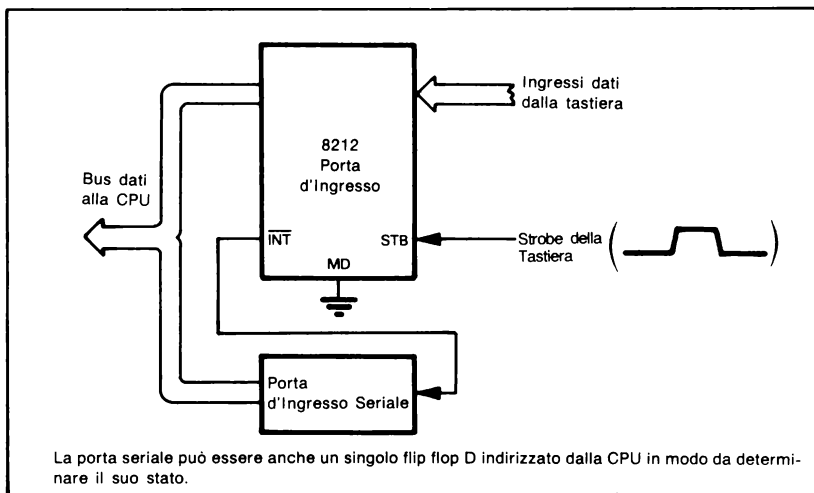 Ingressi dati
dalla tastiera
8212
Porta
d'Ingresso
Bus dati
alla CPU
INT
STB
Strobe della
Tastiera
MD
Porta
d'Ingresso Seriale
La porta seriale può essere anche un singolo flip flop D indirizzato dalla CPU in modo da determi-
nare il suo stato.